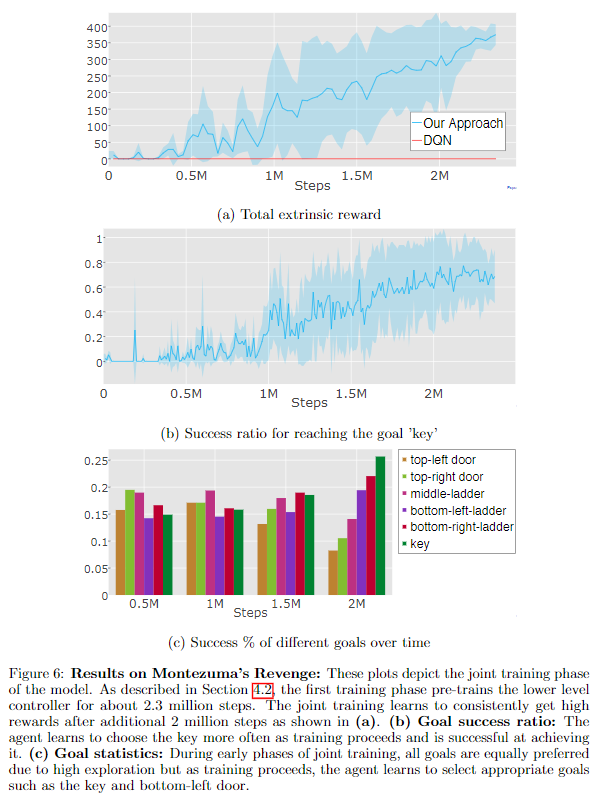 400
350
300
250
200
150
100
50
0
Our Approach
DQN
0
0.5M
1M
1.5M
2M
Steps
(a) Total extrinsic reward
1
0.8
0.6
0.4
0.2
0
0
0.5M
1M
1.5M
2M
Steps
(b) Success ratio for reaching the goal 'key'
0.25
0.2
0.15
0.1
0.05
0
top-left door
top-right door
middle-ladder
bottom-left-ladder
bottom-right-ladder
key
0.5M
1M
1.5M
2M
Steps
(c) Success % of different goals over time
Figure 6: Results on Montezuma's Revenge: These plots depict the joint training phase
of the model. As described in Section 4.2, the first training phase pre-trains the lower level
controller for about 2.3 million steps. The joint training learns to consistently get high
rewards after additional 2 million steps as shown in (a). (b) Goal success ratio: The
agent learns to choose the key more often as training proceeds and is successful at achieving
it. (c) Goal statistics: During early phases of joint training, all goals are equally preferred
due to high exploration but as training proceeds, the agent learns to select appropriate goals
such as the key and bottom-left door.